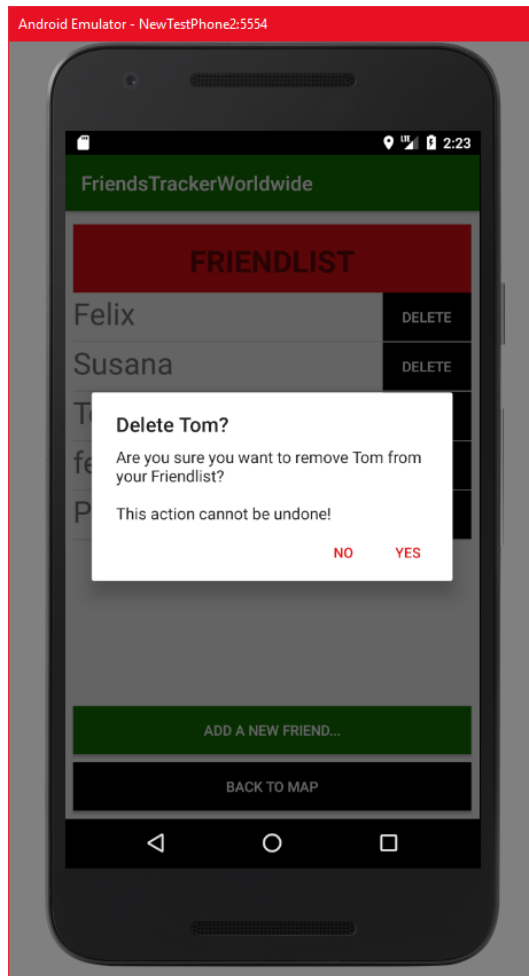 Android Emulator - NewTestPhone2:5554
LTE 2:23
FriendsTrackerWorldwide
FRIENDLIST
Felix DELETE
Susana DELETE
Delete Tom?
Are you sure you want to remove Tom from
your Friendlist?
This action cannot be undone!
NO YES
ADD A NEW FRIEND...
BACK TO MAP